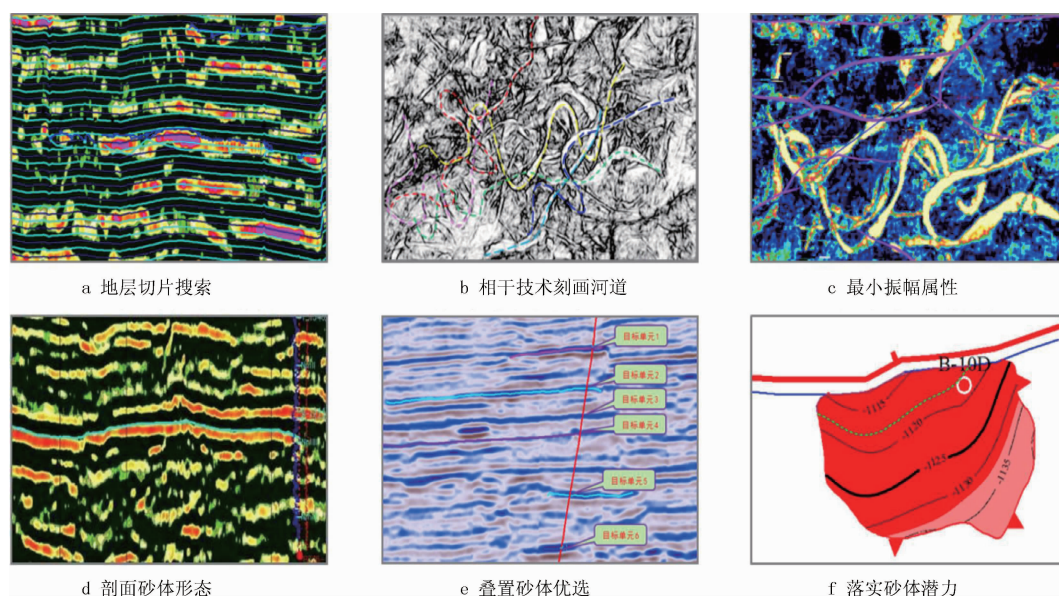 a 地层切片搜索
b 相干技术刻画河道
c 最小振幅属性
目标单元1
目标单元2
目标单元3
目标单元4
目标单元5
目标单元6
B-19D
-1115
-1120
-1125
-1130
-1135
d 剖面砂体形态
e 叠置砂体优选
f 落实砂体潜力